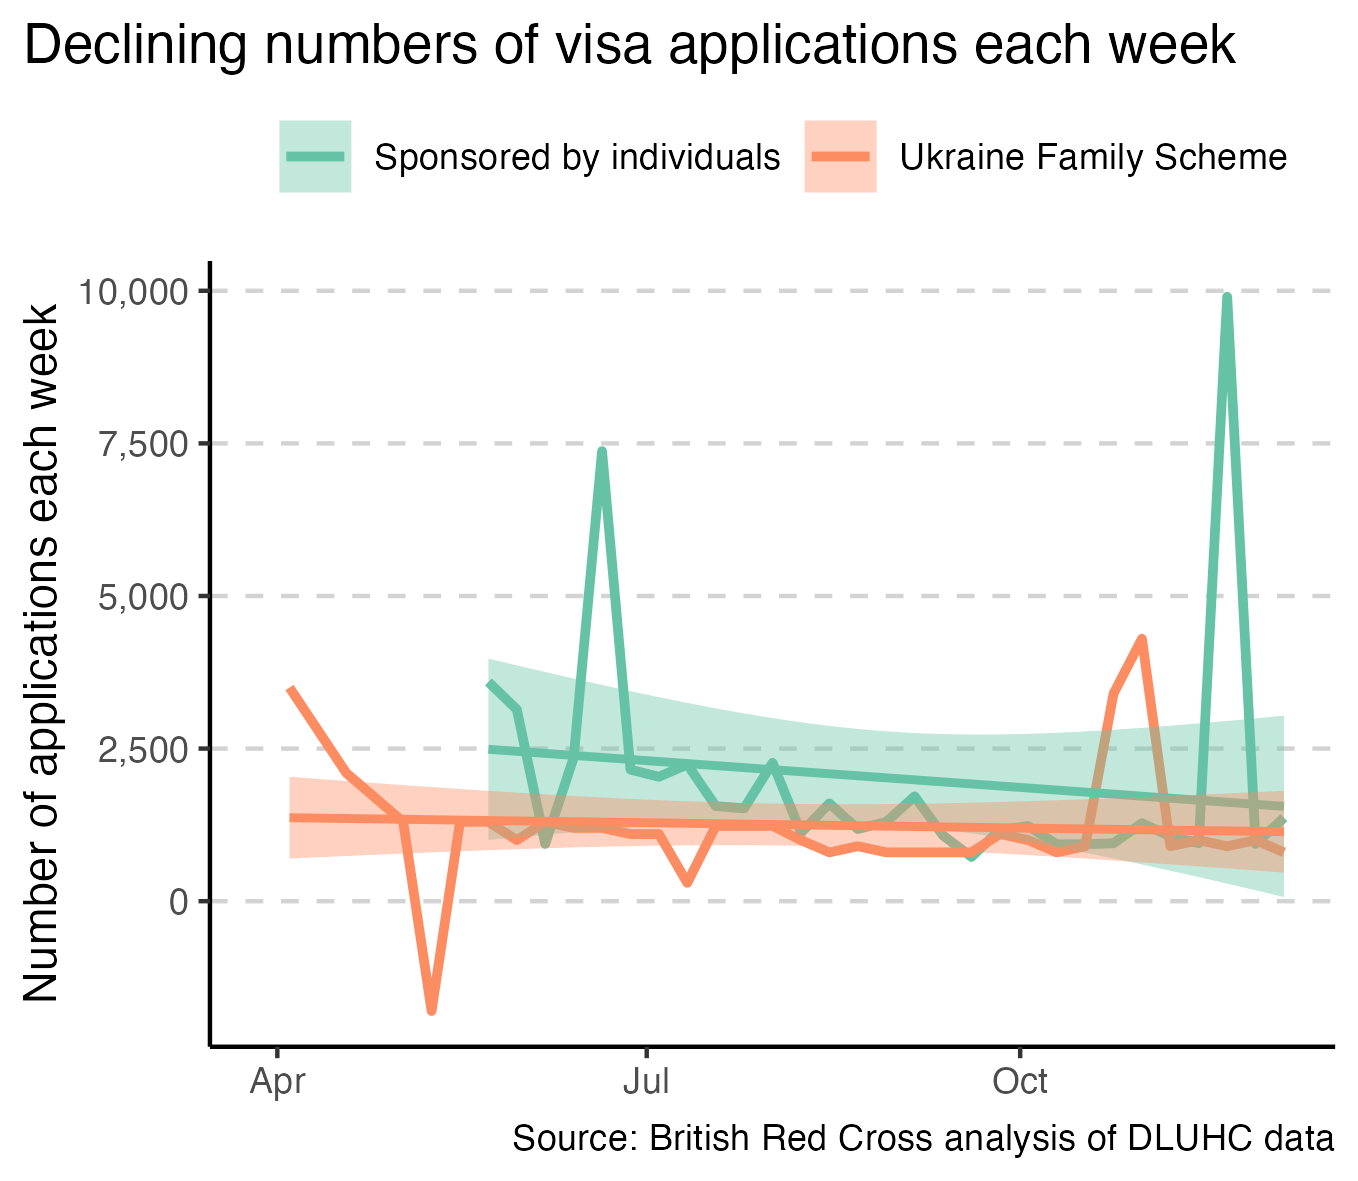 Declining numbers of visa applications each week
Sponsored by individuals Ukraine Family Scheme
Number of applications each week
10,000
7,500
5,000
2,500
0
Apr Jul Oct
Source: British Red Cross analysis of DLUHC data